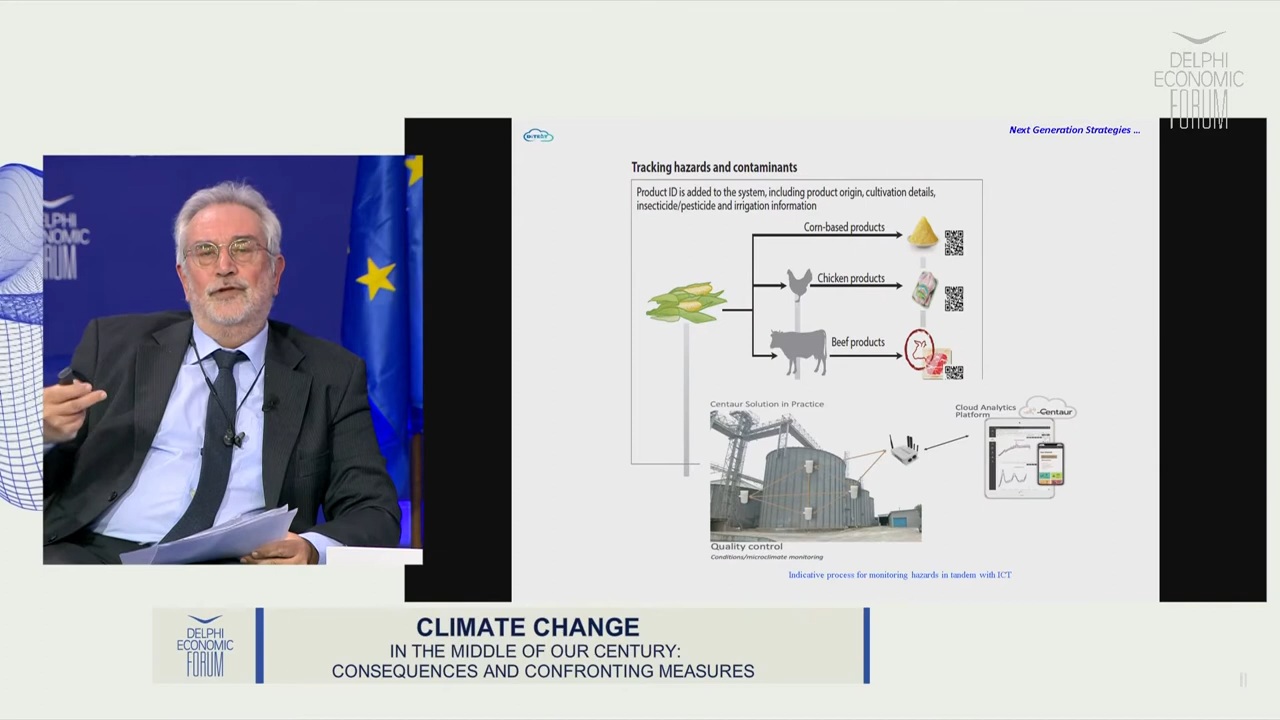 DELPHI
ECONOMIC
FORUM
Next Generation Strategies ...
Tracking hazards and contaminants
Product ID is added to the system, including product origin, cultivation details,
insecticide/pesticide and irrigation information
Corn-based products
Chicken products
Beef products
Centaur Solution in Practice
Cloud Analytics
Platform
Centaur
Quality control
Conditions/microclimate monitoring
Indicative process for monitoring hazards in tandem with ICT
DELPHI
ECONOMIC
FORUM
DELPHI
ECONOMIC
FORUM
CLIMATE CHANGE
IN THE MIDDLE OF OUR CENTURY:
CONSEQUENCES AND CONFRONTING MEASURES